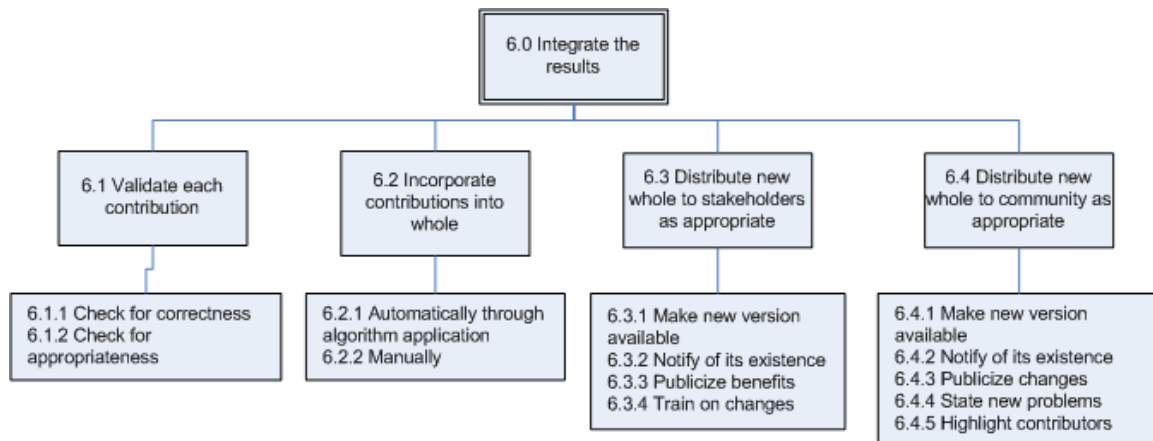 6.0 Integrate the
results
6.1 Validate each
contribution
6.2 Incorporate
contributions into
whole
6.3 Distribute new
whole to stakeholders
as appropriate
6.4 Distribute new
whole to community as
appropriate
6.1.1 Check for correctness
6.1.2 Check for
appropriateness
6.2.1 Automatically through
algorithm application
6.2.2 Manually
6.3.1 Make new version
available
6.3.2 Notify of its existence
6.3.3 Publicize benefits
6.3.4 Train on changes
6.4.1 Make new version
available
6.4.2 Notify of its existence
6.4.3 Publicize changes
6.4.4 State new problems
6.4.5 Highlight contributors